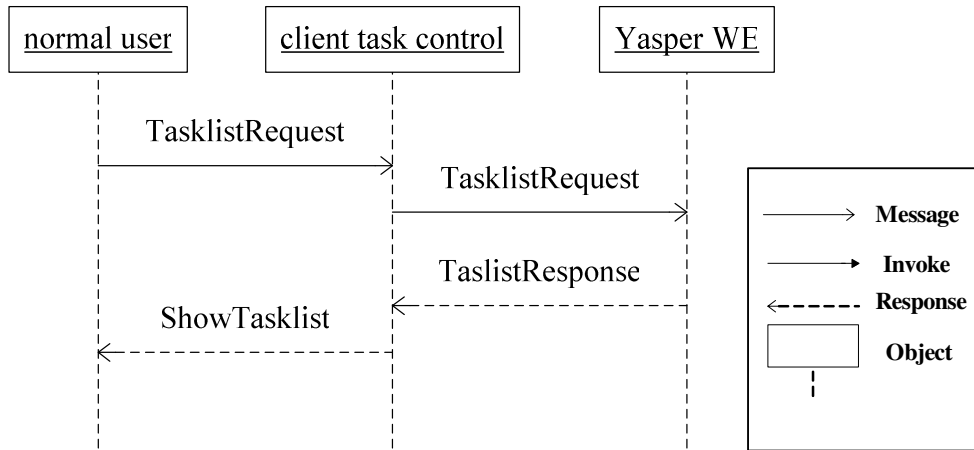 normal user
client task control
Yasper WE
TasklistRequest
TasklistRequest
TaslistResponse
ShowTasklist
Message
Invoke
Response
Object